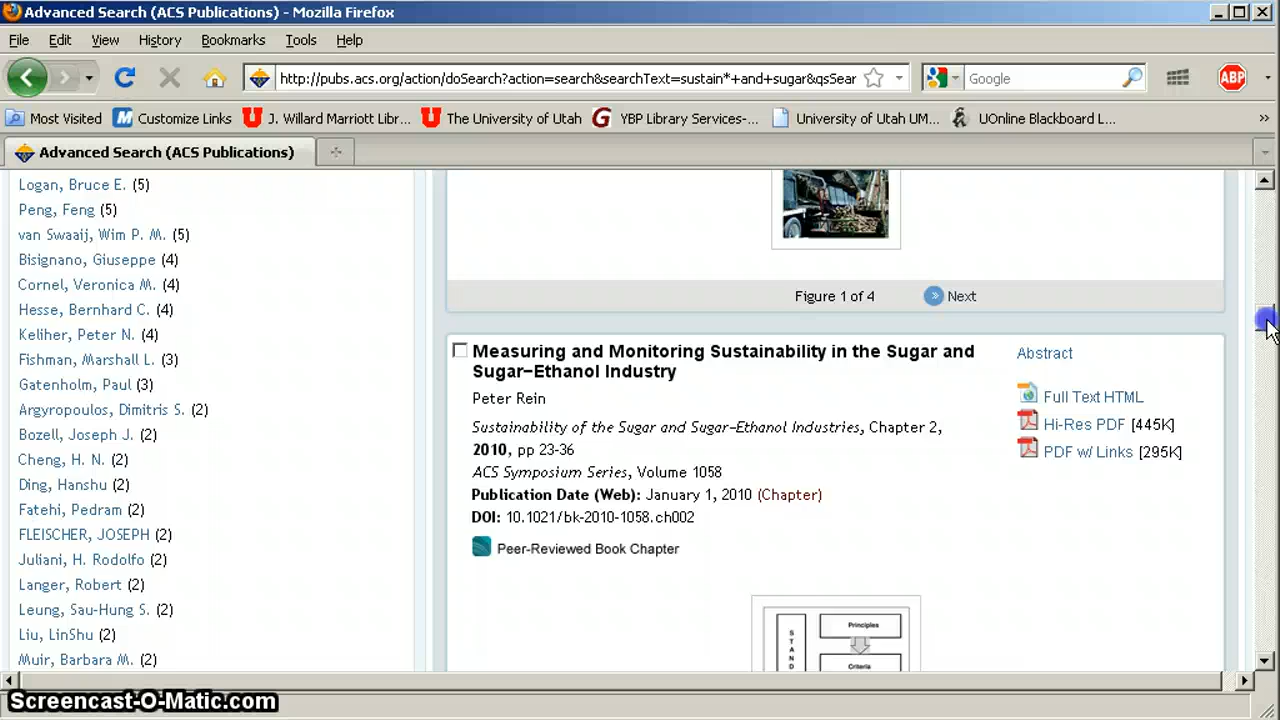 Advanced Search (ACS Publications) - Mozilla Firefox
File Edit View History Bookmarks Tools Help
http://pubs.acs.org/action/doSearch?action=search&searchText=sustain*+and+sugar&qsSear
Google
ABP
Most Visited Customize Links J. Willard Marriott Libr... The University of Utah YBP Library Services-... University of Utah UM... UOnline Blackboard L... »
Advanced Search (ACS Publications)
Logan, Bruce E. (5)
Peng, Feng (5)
van Swaaij, Wim P. M. (5)
Bisignano, Giuseppe (4)
Cornel, Veronica M. (4)
Hesse, Bernhard C. (4)
Keliher, Peter N. (4)
Fishman, Marshall L. (3)
Gatenholm, Paul (3)
Argyropoulos, Dimitris S. (2)
Bozell, Joseph J. (2)
Cheng, H. N. (2)
Ding, Hanshu (2)
Fatehi, Pedram (2)
FLEISCHER, JOSEPH (2)
Juliani, H. Rodolfo (2)
Langer, Robert (2)
Leung, Sau-Hung S. (2)
Liu, LinShu (2)
Muir, Barbara M. (2)
Figure 1 of 4 » Next
Measuring and Monitoring Sustainability in the Sugar and
Sugar−Ethanol Industry
Peter Rein
Sustainability of the Sugar and Sugar−Ethanol Industries, Chapter 2,
2010, pp 23-36
ACS Symposium Series, Volume 1058
Publication Date (Web): January 1, 2010 (Chapter)
DOI: 10.1021/bk-2010-1058.ch002
Peer-Reviewed Book Chapter
Abstract
Full Text HTML
Hi-Res PDF [445K]
PDF w/ Links [295K]
S
T
A
N
D
Principles
Criteria
Screencast-O-Matic.com